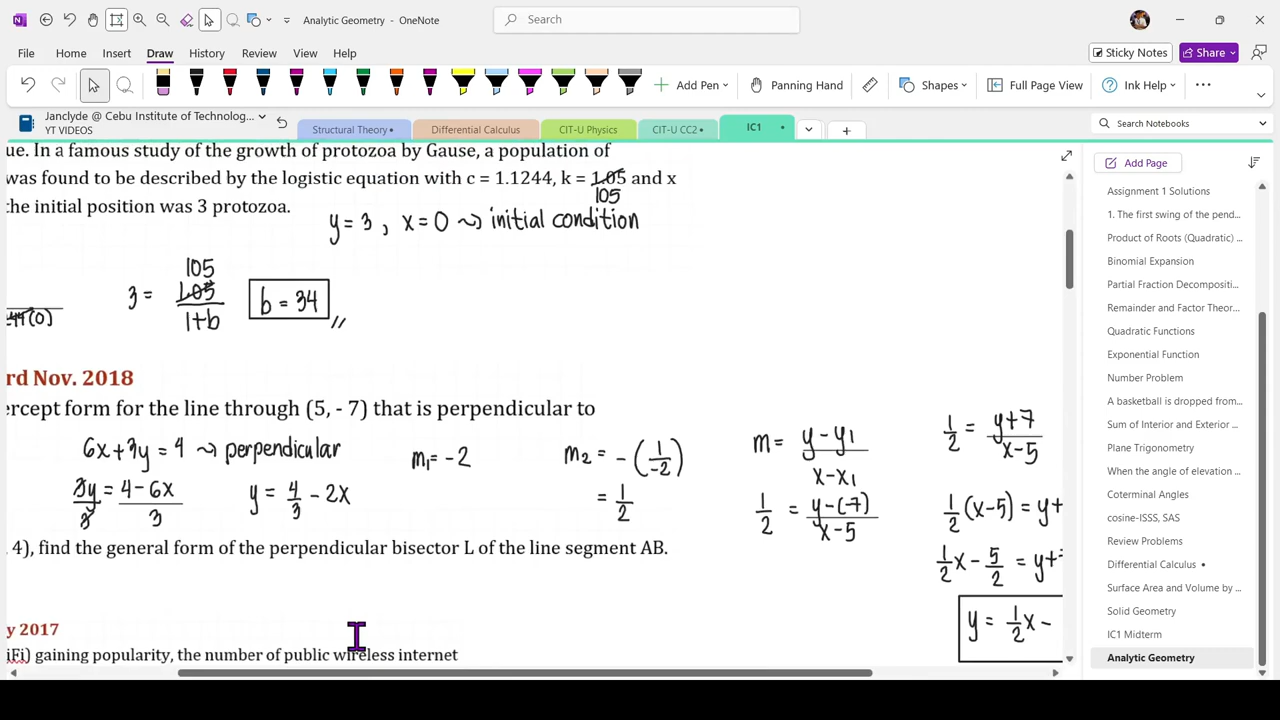 Analytic Geometry - OneNote
Search
File Home Insert Draw History Review View Help
Sticky Notes
Share
Add Pen
Panning Hand
Shapes
Full Page View
Ink Help
Janclyde @ Cebu Institute of Technolog...
YT VIDEOS
Structural Theory
Differential Calculus
CIT-U Physics
CIT-U CC2
IC1
+
Search Notebooks
Add Page
Assignment 1 Solutions
1. The first swing of the pend...
Product of Roots (Quadratic) ...
Binomial Expansion
Partial Fraction Decompositi...
Remainder and Factor Theor...
Quadratic Functions
Exponential Function
Number Problem
A basketball is dropped from...
Sum of Interior and Exterior ...
Plane Trigonometry
When the angle of elevation ...
Coterminal Angles
cosine-ISSS, SAS
Review Problems
Differential Calculus
Surface Area and Volume by ...
Solid Geometry
IC1 Midterm
Analytic Geometry
ue. In a famous study of the growth of protozoa by Gause, a population of
was found to be described by the logistic equation with c = 1.1244, k = 1.05 and x
105
the initial position was 3 protozoa.
y = 3 , x = 0 ⤳ initial condition
105
3 = 1.05 / 1+b
b = 34 //
rd Nov. 2018
ercept form for the line through (5, - 7) that is perpendicular to
6x+3y = 4 ⤳ perpendicular
3y/3 = 4-6x/3
y = 4/3 - 2x
m₁ = -2
m₂ = -(1/-2)
= 1/2
m = y-y₁/x-x₁
1/2 = y-(-7)/x-5
1/2 = y+7/x-5
1/2(x-5) = y+
1/2x - 5/2 = y+
y = 1/2x -
, 4), find the general form of the perpendicular bisector L of the line segment AB.
y 2017
iFi) gaining popularity, the number of public wireless internet